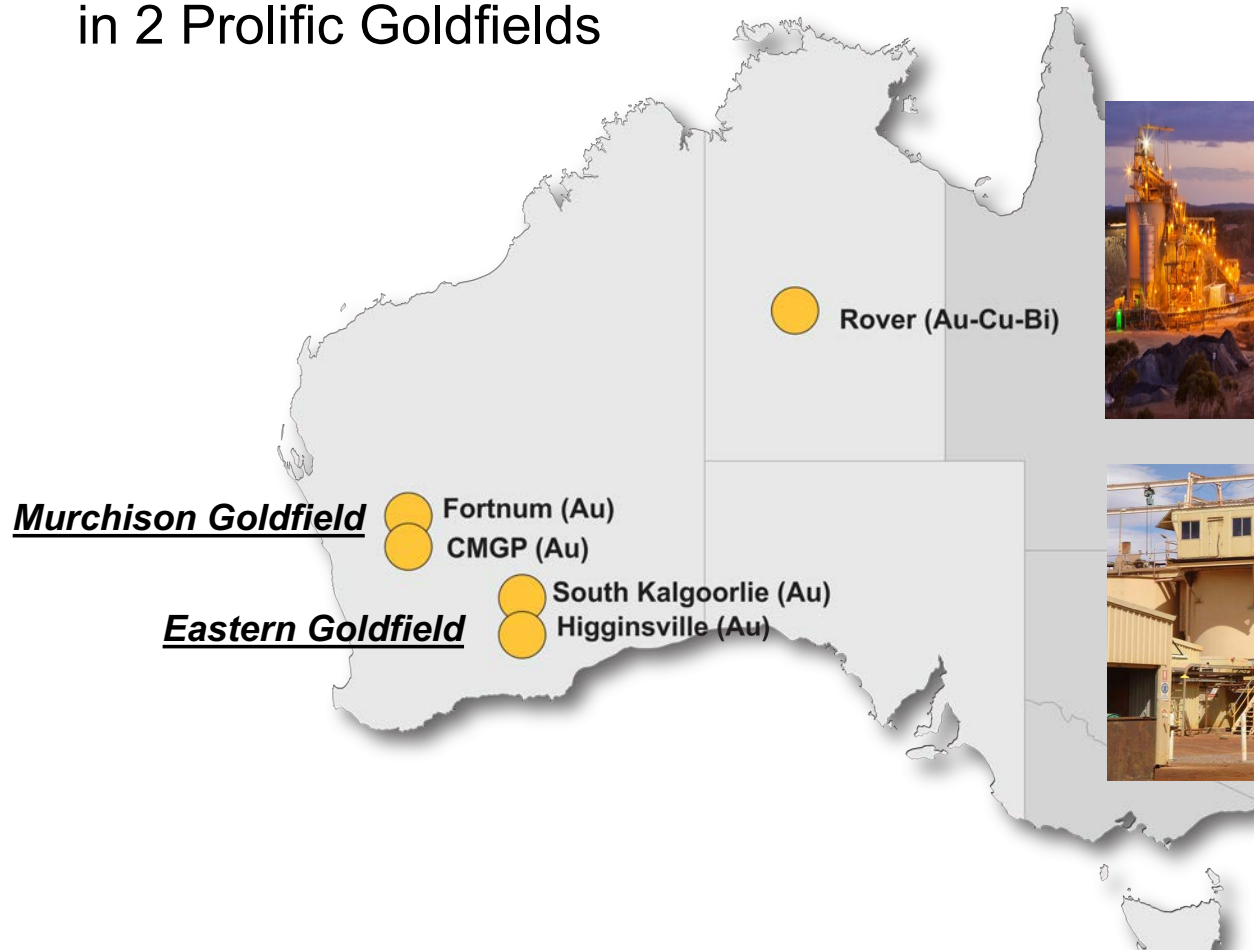 in 2 Prolific Goldfields
Rover (Au-Cu-Bi)
Murchison Goldfield
Fortnum (Au)
CMGP (Au)
South Kalgoorlie (Au)
Eastern Goldfield
Higginsville (Au)